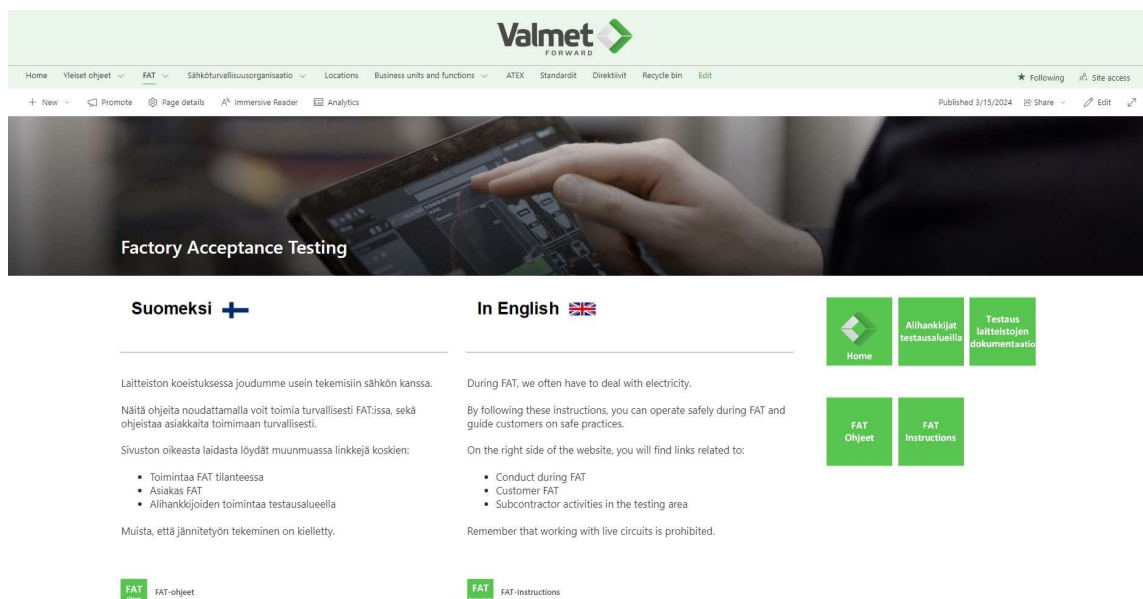 Valmet
FORWARD
Home Yleiset ohjeet FAT Sähköturvallisuusorganisaatio Locations Business units and functions ATEX Standardit Direktiivit Recycle bin Edit Following Site access
+ New Promote Page details Immersive Reader Analytics Published 3/15/2024 Share Edit
Factory Acceptance Testing
Suomeksi
Laitteiston koeistuksessa joudumme usein tekemisiin sähkön kanssa.
Näitä ohjeita noudattamalla voit toimia turvallisesti FAT:issa, sekä
ohjeistaa asiakkaita toimimaan turvallisesti.
Sivuston oikeasta laidasta löydät muunmuassa linkkejä koskien:
• Toimintaa FAT tilanteessa
• Asiakas FAT
• Alihankkijoiden toimintaa testausalueella
Muista, että jännitetyön tekeminen on kielletty.
FAT
FAT-ohjeet
In English
During FAT, we often have to deal with electricity.
By following these instructions, you can operate safely during FAT and
guide customers on safe practices.
On the right side of the website, you will find links related to:
• Conduct during FAT
• Customer FAT
• Subcontractor activities in the testing area
Remember that working with live circuits is prohibited.
FAT
FAT-Instructions
Home
Alihankkijat
testausalueilla
Testaus
laitteistojen
dokumentaatio
FAT
Ohjeet
FAT
Instructions